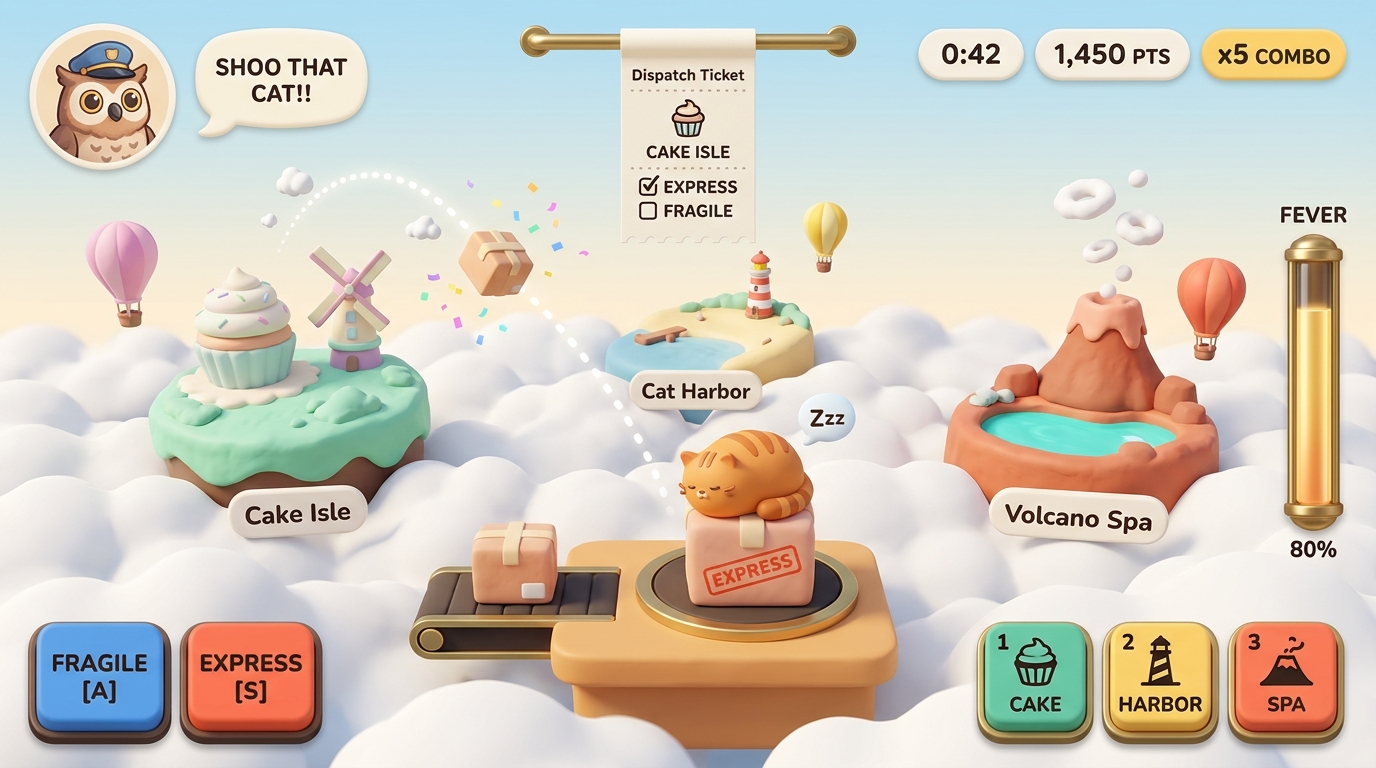 SHOO THAT
CAT!!
Dispatch Ticket
CAKE ISLE
EXPRESS
FRAGILE
0:42
1,450 PTS
x5 COMBO
FEVER
80%
Cat Harbor
Zzz
Cake Isle
Volcano Spa
EXPRESS
FRAGILE
[A]
EXPRESS
[S]
1
CAKE
2
HARBOR
3
SPA